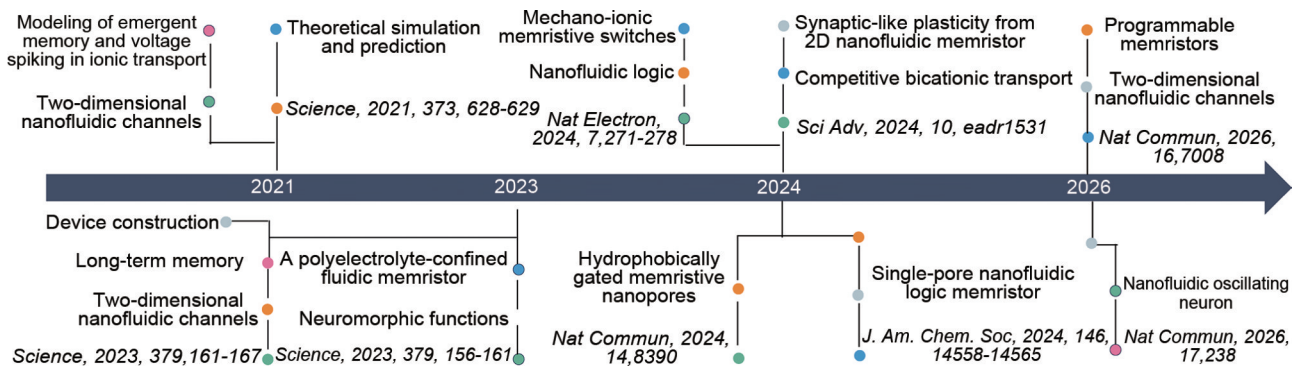 Modeling of emergent
memory and voltage
spiking in ionic transport
Two-dimensional
nanofluidic channels
Theoretical simulation
and prediction
Science, 2021, 373, 628-629
Mechano-ionic
memristive switches
Nanofluidic logic
Nat Electron,
2024, 7,271-278
Synaptic-like plasticity from
2D nanofluidic memristor
Competitive bicationic transport
Sci Adv, 2024, 10, eadr1531
Programmable
memristors
Two-dimensional
nanofluidic channels
Nat Commun, 2026,
16,7008
2021
2023
2024
2026
Device construction
Long-term memory
Two-dimensional
nanofluidic channels
Science, 2023, 379,161-167
A polyelectrolyte-confined
fluidic memristor
Neuromorphic functions
Science, 2023, 379, 156-161
Hydrophobically
gated memristive
nanopores
Nat Commun, 2024,
14,8390
Single-pore nanofluidic
logic memristor
J. Am. Chem. Soc, 2024, 146,
14558-14565
Nanofluidic oscillating
neuron
Nat Commun, 2026,
17,238